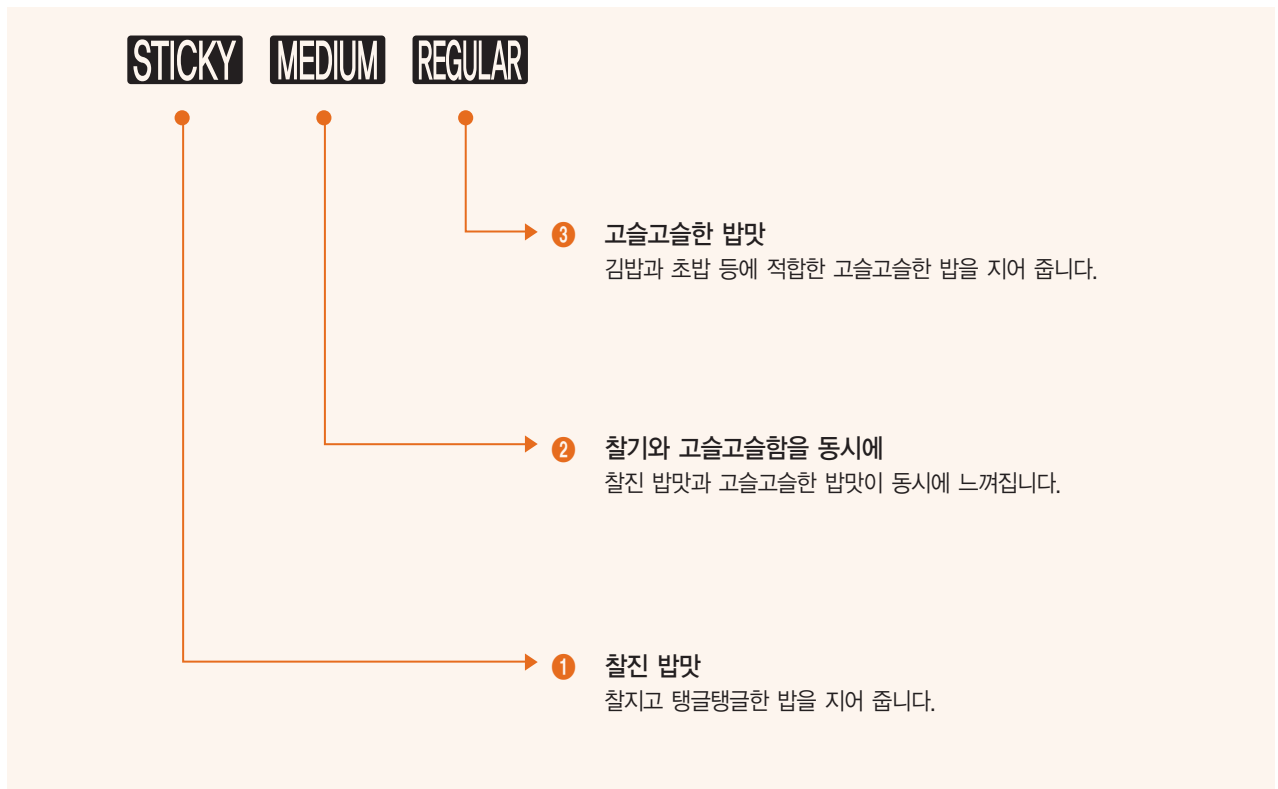 STICKY MEDIUM REGULAR
❸ 고슬고슬한 밥맛
김밥과 초밥 등에 적합한 고슬고슬한 밥을 지어 줍니다.
❷ 찰기와 고슬고슬함을 동시에
찰진 밥맛과 고슬고슬한 밥맛이 동시에 느껴집니다.
❶ 찰진 밥맛
찰지고 탱글탱글한 밥을 지어 줍니다.